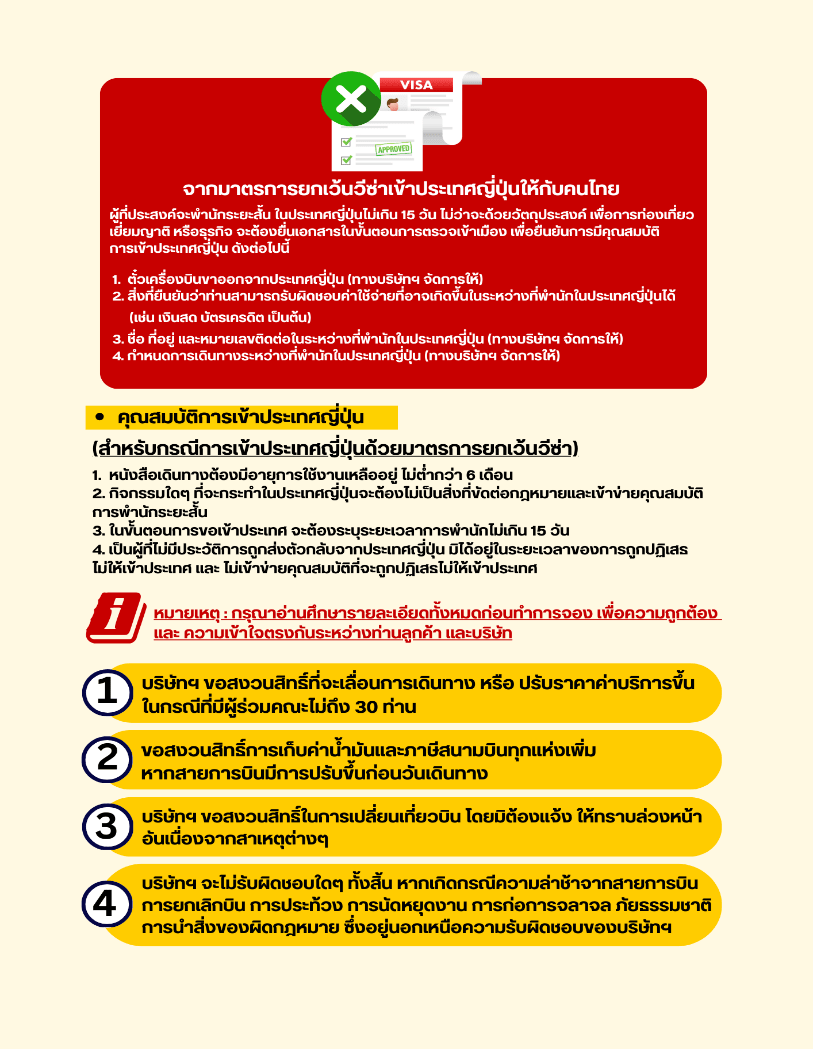 VISA
APPROVED
จากมาตรการยกเว้นวีซ่าเข้าประเทศญี่ปุ่นให้กับคนไทย
ผู้ที่ประสงค์จะพำนักระยะสั้น ในประเทศญี่ปุ่นไม่เกิน 15 วัน ไม่ว่าจะด้วยวัตถุประสงค์ เพื่อการท่องเที่ยว
เยี่ยมญาติ หรือธุรกิจ จะต้องยื่นเอกสารในขั้นตอนการตรวจเข้าเมือง เพื่อยืนยันการมีคุณสมบัติ
การเข้าประเทศญี่ปุ่น ดังต่อไปนี้
1. ตั๋วเครื่องบินขาออกจากประเทศญี่ปุ่น (ทางบริษัทฯ จัดการให้)
2. สิ่งที่ยืนยันว่าท่านสามารถรับผิดชอบค่าใช้จ่ายที่อาจเกิดขึ้นในระหว่างที่พำนักในประเทศญี่ปุ่นได้
(เช่น เงินสด บัตรเครดิต เป็นต้น)
3. ชื่อ ที่อยู่ และหมายเลขติดต่อในระหว่างที่พำนักในประเทศญี่ปุ่น (ทางบริษัทฯ จัดการให้)
4. กำหนดการเดินทางระหว่างที่พำนักในประเทศญี่ปุ่น (ทางบริษัทฯ จัดการให้)
• คุณสมบัติการเข้าประเทศญี่ปุ่น
(สำหรับกรณีการเข้าประเทศญี่ปุ่นด้วยมาตรการยกเว้นวีซ่า)
1. หนังสือเดินทางต้องมีอายุการใช้งานเหลืออยู่ ไม่ต่ำกว่า 6 เดือน
2. กิจกรรมใดๆ ที่จะกระทำในประเทศญี่ปุ่นจะต้องไม่เป็นสิ่งที่ขัดต่อกฎหมายและเข้าข่ายคุณสมบัติ
การพำนักระยะสั้น
3. ในขั้นตอนการขอเข้าประเทศ จะต้องระบุระยะเวลาการพำนักไม่เกิน 15 วัน
4. เป็นผู้ที่ไม่มีประวัติการถูกส่งตัวกลับจากประเทศญี่ปุ่น มิได้อยู่ในระยะเวลาของการถูกปฏิเสธ
ไม่ให้เข้าประเทศ และ ไม่เข้าข่ายคุณสมบัติที่จะถูกปฏิเสธไม่ให้เข้าประเทศ
หมายเหตุ : กรุณาอ่านศึกษารายละเอียดทั้งหมดก่อนทำการจอง เพื่อความถูกต้อง
และ ความเข้าใจตรงกันระหว่างท่านลูกค้า และบริษัท
1 บริษัทฯ ขอสงวนสิทธิ์ที่จะเลื่อนการเดินทาง หรือ ปรับราคาค่าบริการขึ้น
ในกรณีที่มีผู้ร่วมคณะไม่ถึง 30 ท่าน
2 ขอสงวนสิทธิ์การเก็บค่าน้ำมันและภาษีสนามบินทุกแห่งเพิ่ม
หากสายการบินมีการปรับขึ้นก่อนวันเดินทาง
3 บริษัทฯ ขอสงวนสิทธิ์ในการเปลี่ยนเที่ยวบิน โดยมิต้องแจ้ง ให้ทราบล่วงหน้า
อันเนื่องจากสาเหตุต่างๆ
4 บริษัทฯ จะไม่รับผิดชอบใดๆ ทั้งสิ้น หากเกิดกรณีความล่าช้าจากสายการบิน
การยกเลิกบิน การประท้วง การนัดหยุดงาน การก่อการจลาจล ภัยธรรมชาติ
การนำสิ่งของผิดกฎหมาย ซึ่งอยู่นอกเหนือความรับผิดชอบของบริษัทฯ